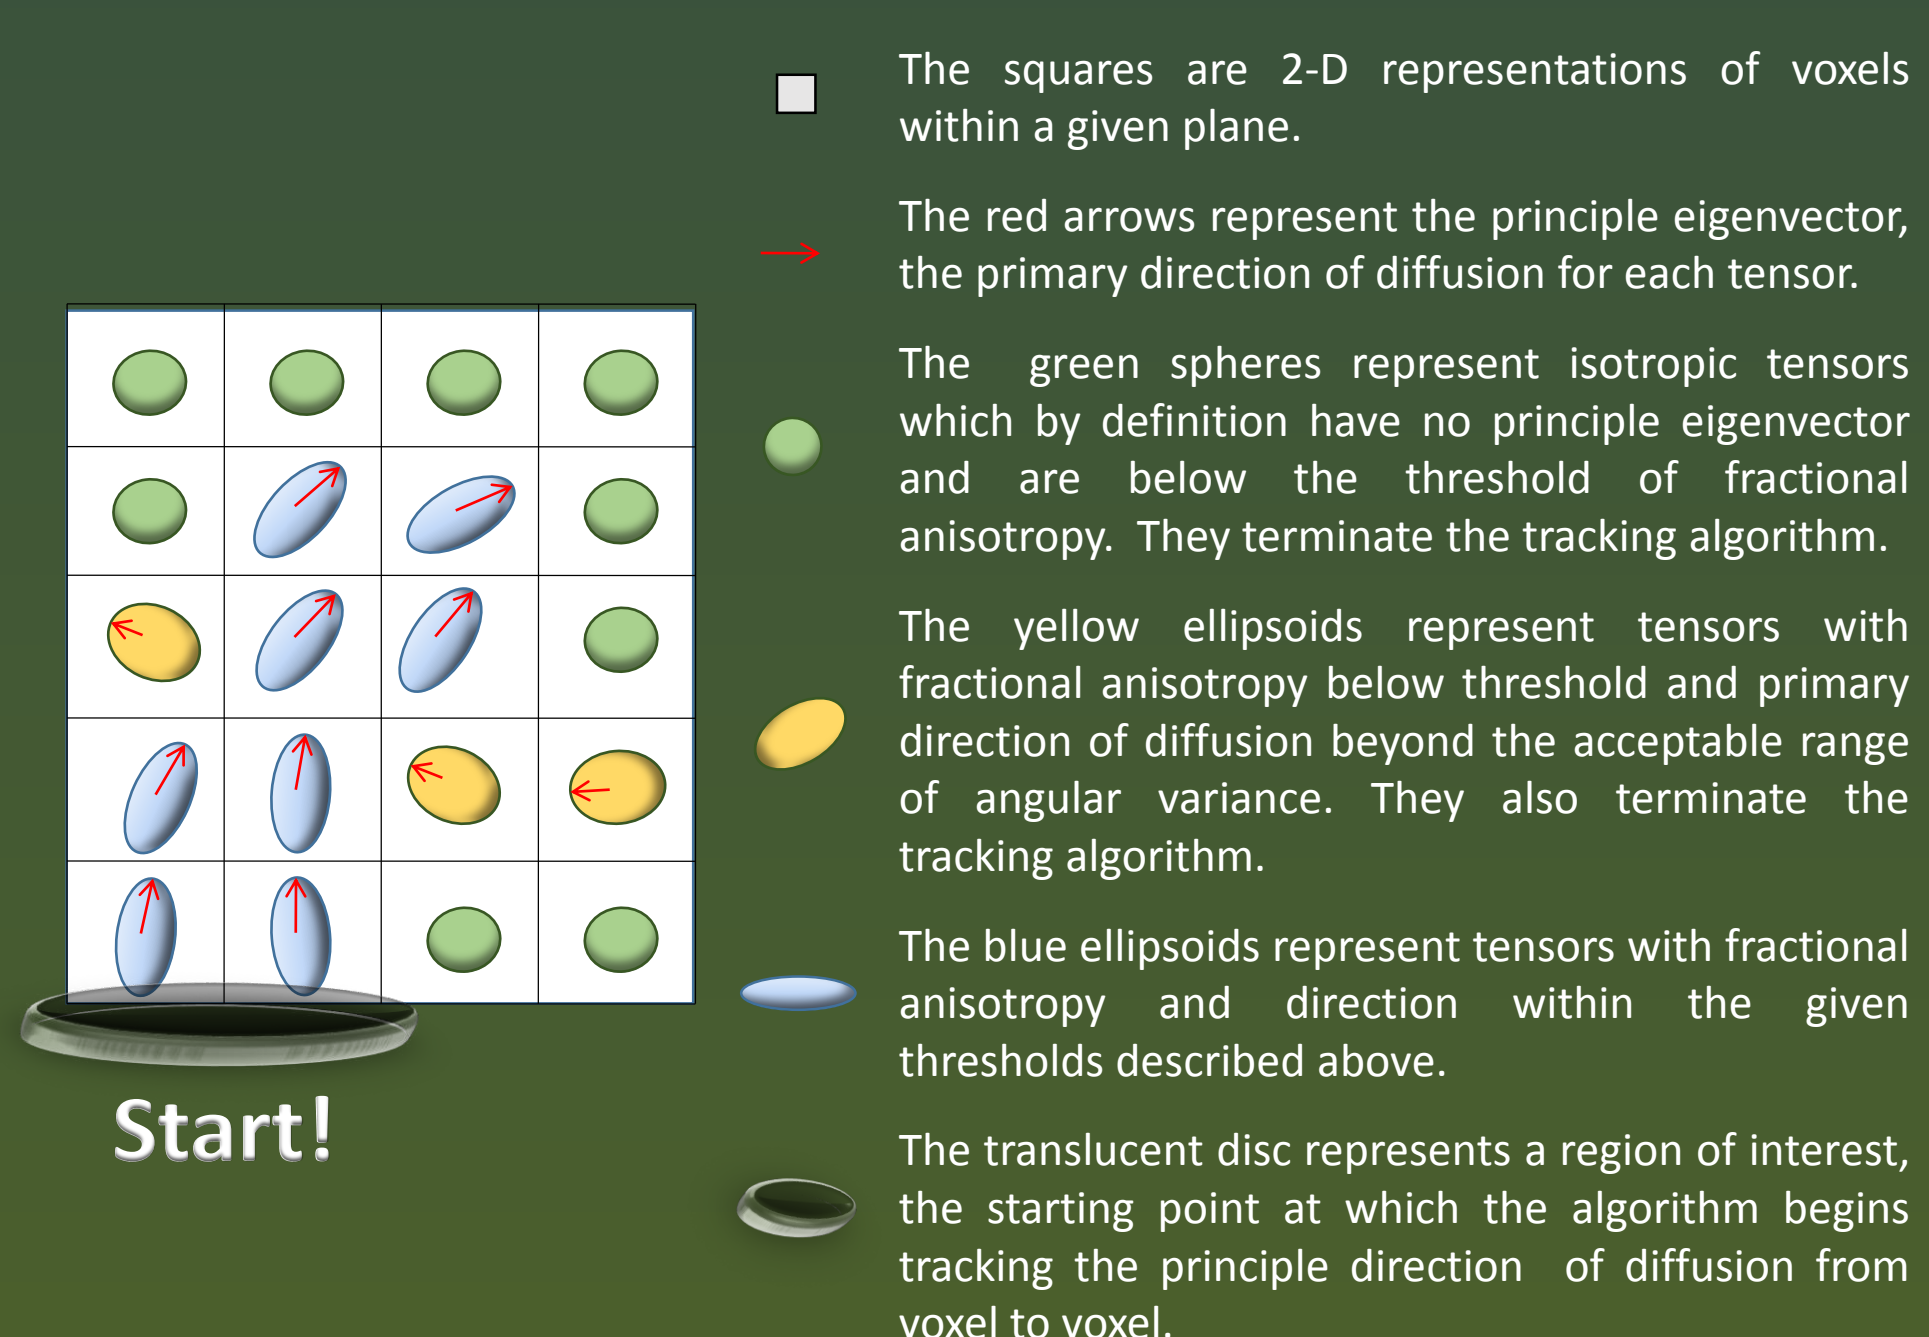 The squares are 2-D representations of voxels
within a given plane.
The red arrows represent the principle eigenvector,
the primary direction of diffusion for each tensor.
The green spheres represent isotropic tensors
which by definition have no principle eigenvector
and are below the threshold of fractional
anisotropy. They terminate the tracking algorithm.
The yellow ellipsoids represent tensors with
fractional anisotropy below threshold and primary
direction of diffusion beyond the acceptable range
of angular variance. They also terminate the
tracking algorithm.
The blue ellipsoids represent tensors with fractional
anisotropy and direction within the given
thresholds described above.
The translucent disc represents a region of interest,
the starting point at which the algorithm begins
tracking the principle direction of diffusion from
voxel to voxel.
Start!